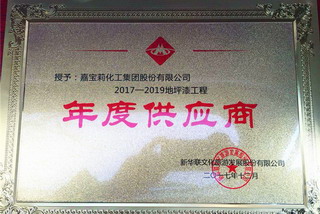 授予：嘉宝莉化工集团股份有限公司
2017—2019地坪漆工程
年度供应商
新华联文化旅游发展股份有限公司
二〇一七年十二月